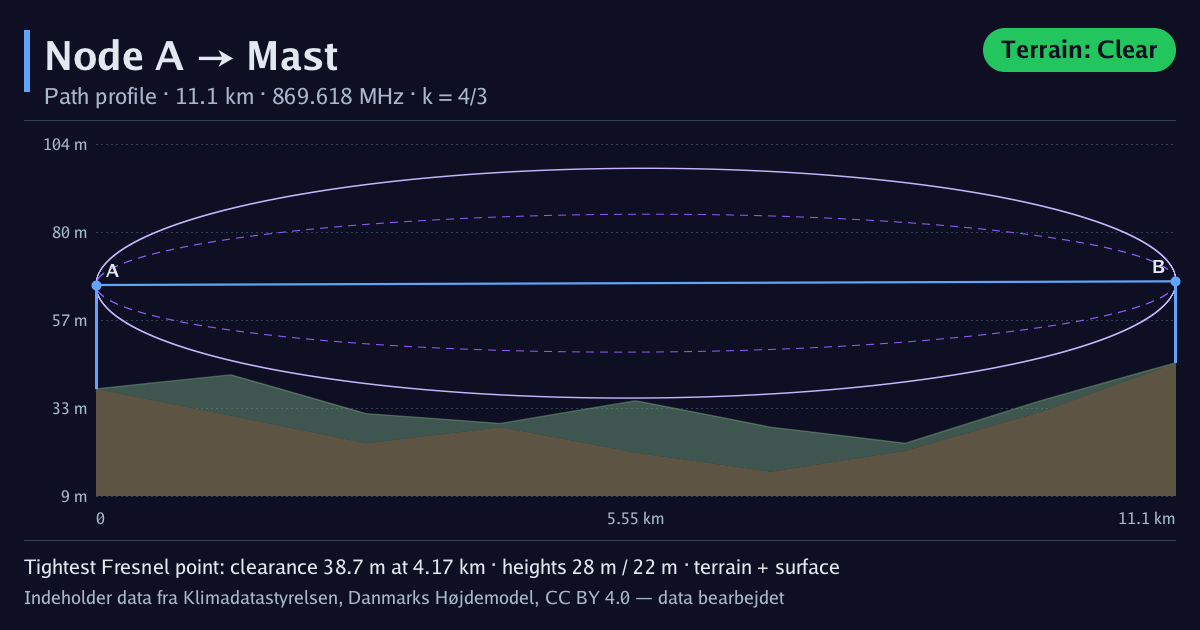 Node A → Mast
Terrain: Clear
Path profile · 11.1 km · 869.618 MHz · k = 4/3
104 m
80 m
57 m
33 m
9 m
A
B
0
5.55 km
11.1 km
Tightest Fresnel point: clearance 38.7 m at 4.17 km · heights 28 m / 22 m · terrain + surface
Indeholder data fra Klimadatastyrelsen, Danmarks Højdemodel, CC BY 4.0 — data bearbejdet